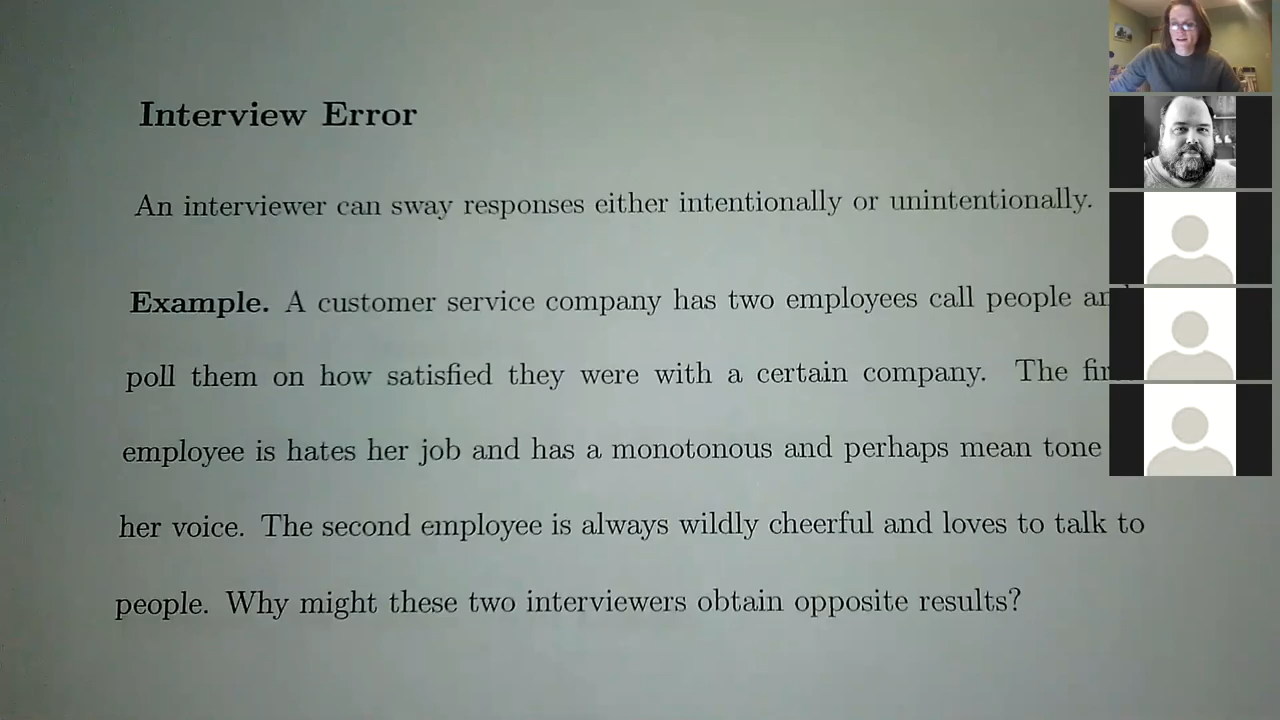 Interview Error
An interviewer can sway responses either intentionally or unintentionally.
Example. A customer service company has two employees call people
poll them on how satisfied they were with a certain company. The
employee is hates her job and has a monotonous and perhaps mean tone
her voice. The second employee is always wildly cheerful and loves to talk to
people. Why might these two interviewers obtain opposite results?